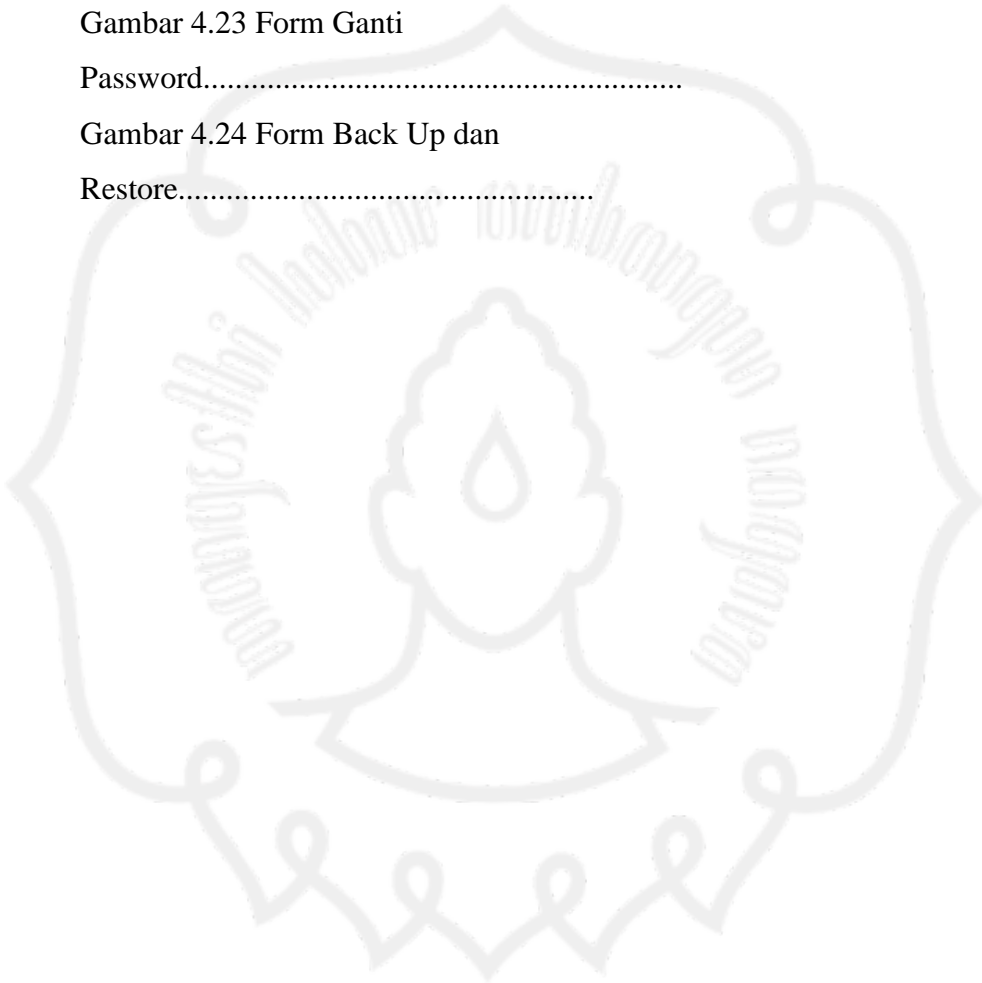 Gambar 4.23 Form Ganti
Password............................................................
Gambar 4.24 Form Back Up dan
Restore....................................................